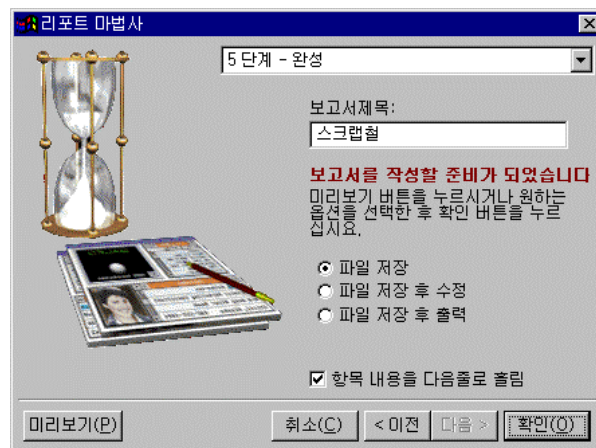 리포트 마법사
5 단계 - 완성
보고서제목:
스크랩철
보고서를 작성할 준비가 되었습니다
미리보기 버튼을 누르시거나 원하는
옵션을 선택한 후 확인 버튼을 누르
십시요.
파일 저장
파일 저장 후 수정
파일 저장 후 출력
항목 내용을 다음줄로 흘림
미리보기(P) 취소(C) < 이전 다음 > 확인(O)